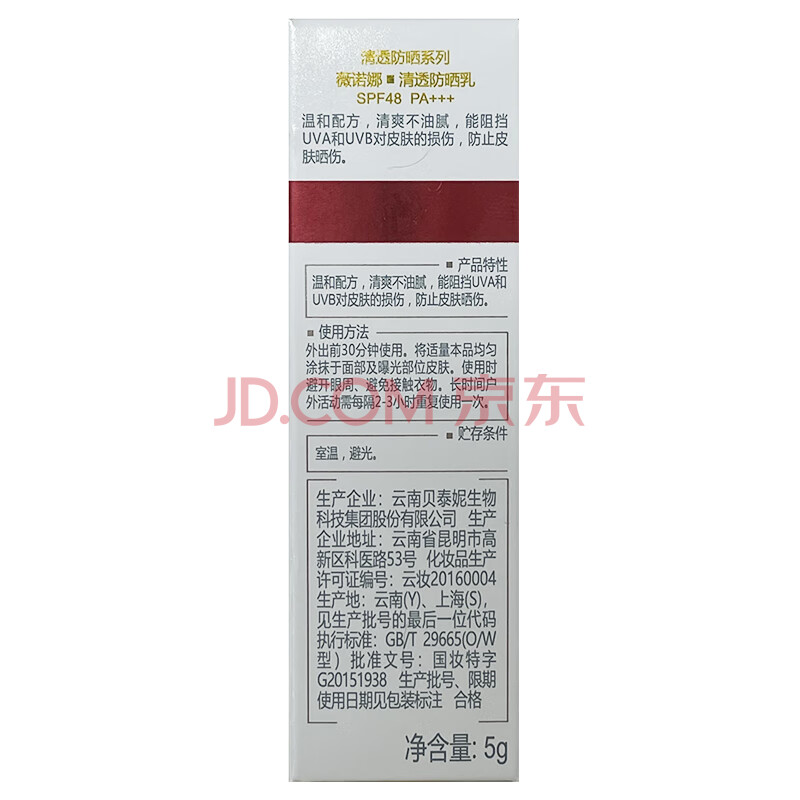 清透防晒系列
薇诺娜■清透防晒乳
SPF48 PA+++
温和配方，清爽不油腻，能阻挡
UVA和UVB对皮肤的损伤，防止皮
肤晒伤。
■ 产品特性
温和配方，清爽不油腻，能阻挡UVA和
UVB对皮肤的损伤，防止皮肤晒伤。
■ 使用方法
外出前30分钟使用。将适量本品均匀
涂抹于面部及曝光部位皮肤。使用时
避开眼周、避免接触衣物。长时间户
外活动需每隔2-3小时重复使用一次。
JD.COM 京东
■ 贮存条件
室温，避光。
生产企业：云南贝泰妮生物
科技集团股份有限公司 生产
企业地址：云南省昆明市高
新区科医路53号 化妆品生产
许可证编号：云妆20160004
生产地：云南(Y)、上海(S)，
见生产批号的最后一位代码
执行标准：GB/T 29665(O/W
型) 批准文号：国妆特字
G20151938 生产批号、限期
使用日期见包装标注 合格
净含量: 5g